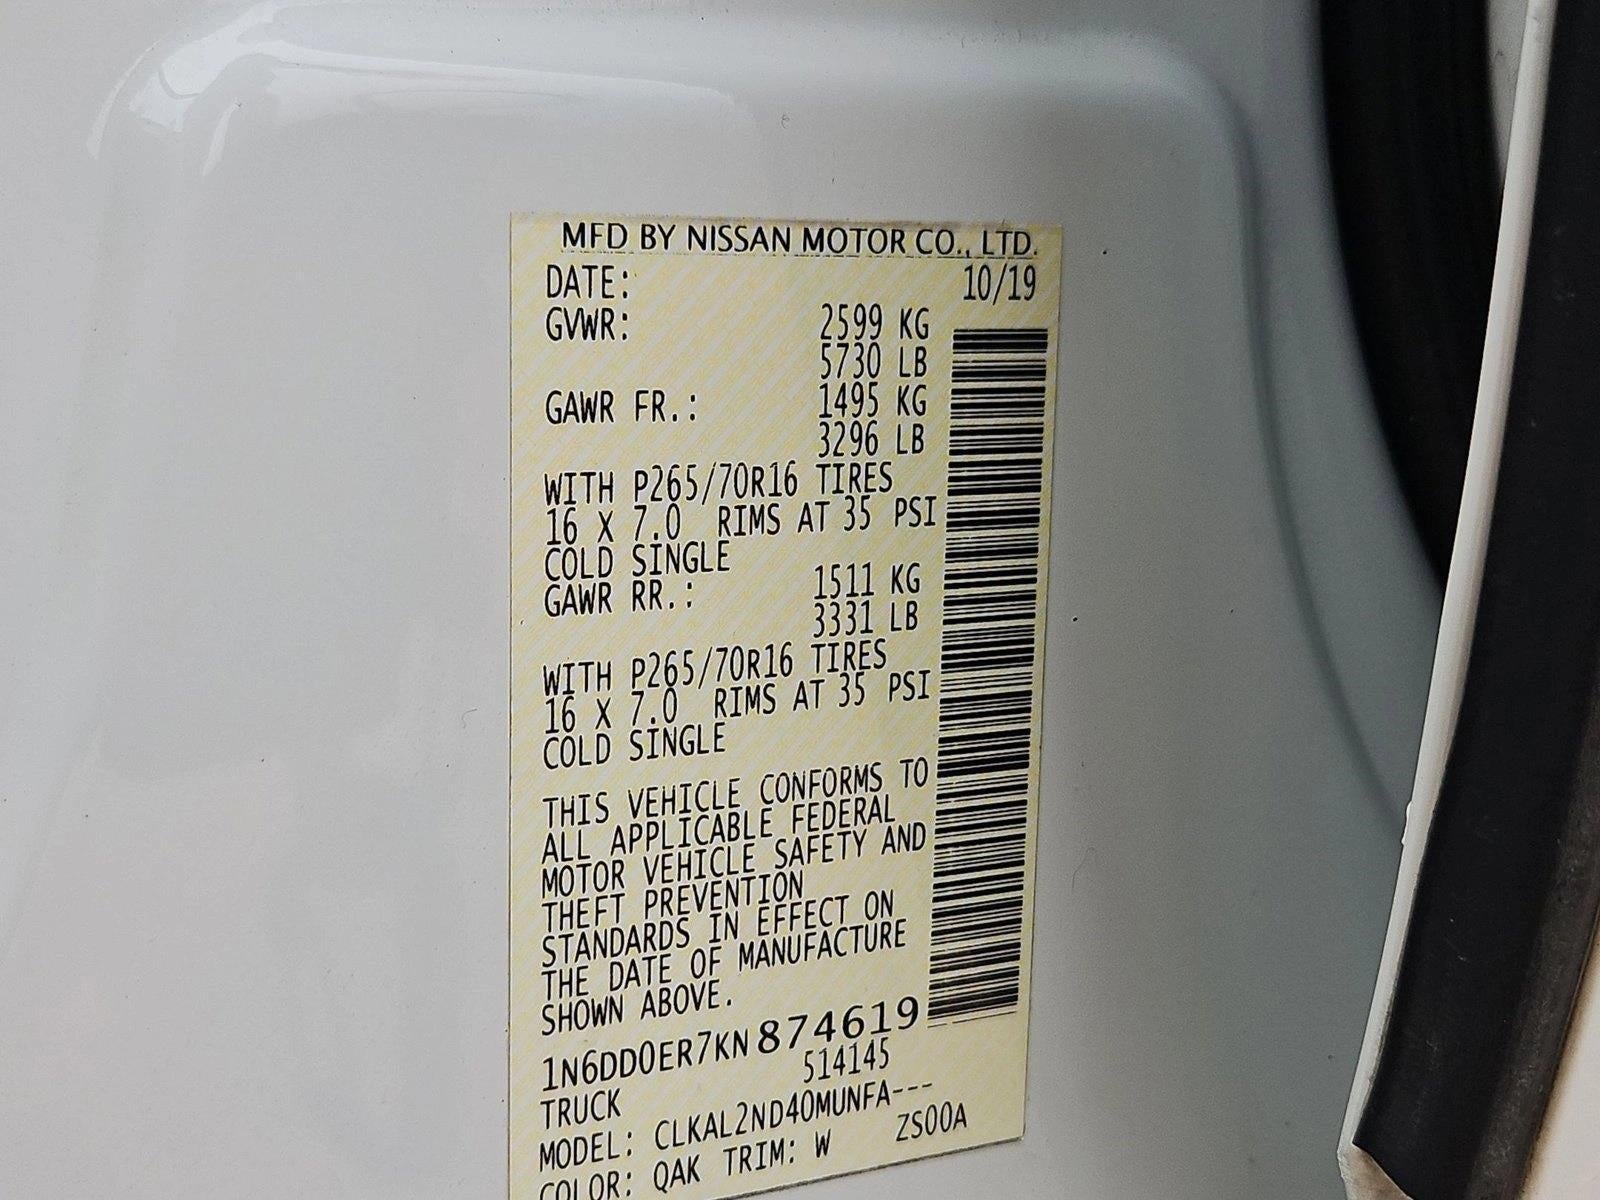 MFD BY NISSAN MOTOR CO., LTD.
DATE: 10/19
GVWR: 2599 KG
5730 LB
GAWR FR.: 1495 KG
3296 LB
WITH P265/70R16 TIRES
16 X 7.0 RIMS AT 35 PSI
COLD SINGLE
GAWR RR.: 1511 KG
3331 LB
WITH P265/70R16 TIRES
16 X 7.0 RIMS AT 35 PSI
COLD SINGLE
THIS VEHICLE CONFORMS TO
ALL APPLICABLE FEDERAL
MOTOR VEHICLE SAFETY AND
THEFT PREVENTION
STANDARDS IN EFFECT ON
THE DATE OF MANUFACTURE
SHOWN ABOVE.
1N6DD0ER7KN874619
514145
TRUCK
MODEL: CLKAL2ND40MUNFA---
COLOR: QAK TRIM: W ZS00A